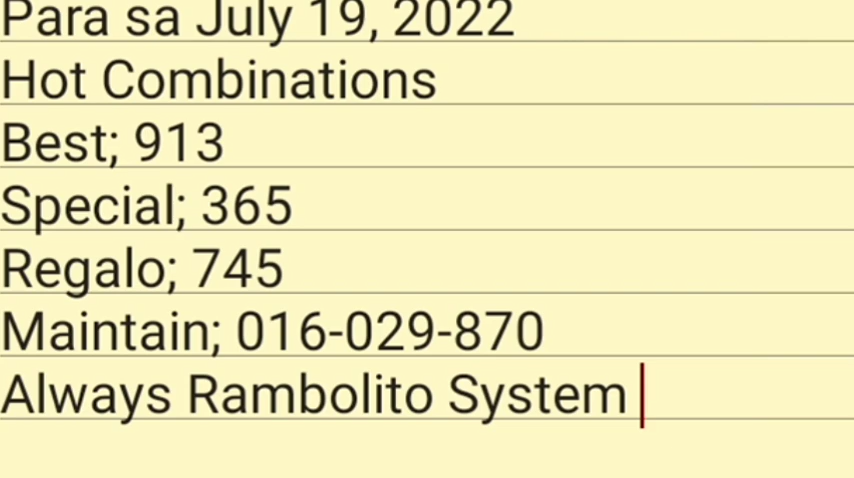 Para sa July 19, 2022
Hot Combinations
Best; 913
Special; 365
Regalo; 745
Maintain; 016-029-870
Always Rambolito System